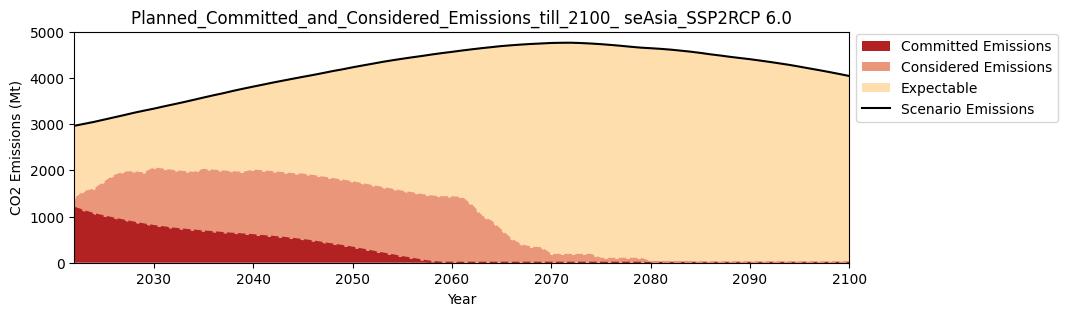 Planned_Committed_and_Considered_Emissions_till_2100_ seAsia_SSP2RCP 6.0
5000
4000
3000
2000
1000
0
CO2 Emissions (Mt)
2030 2040 2050 2060 2070 2080 2090 2100
Year
Committed Emissions
Considered Emissions
Expectable
Scenario Emissions